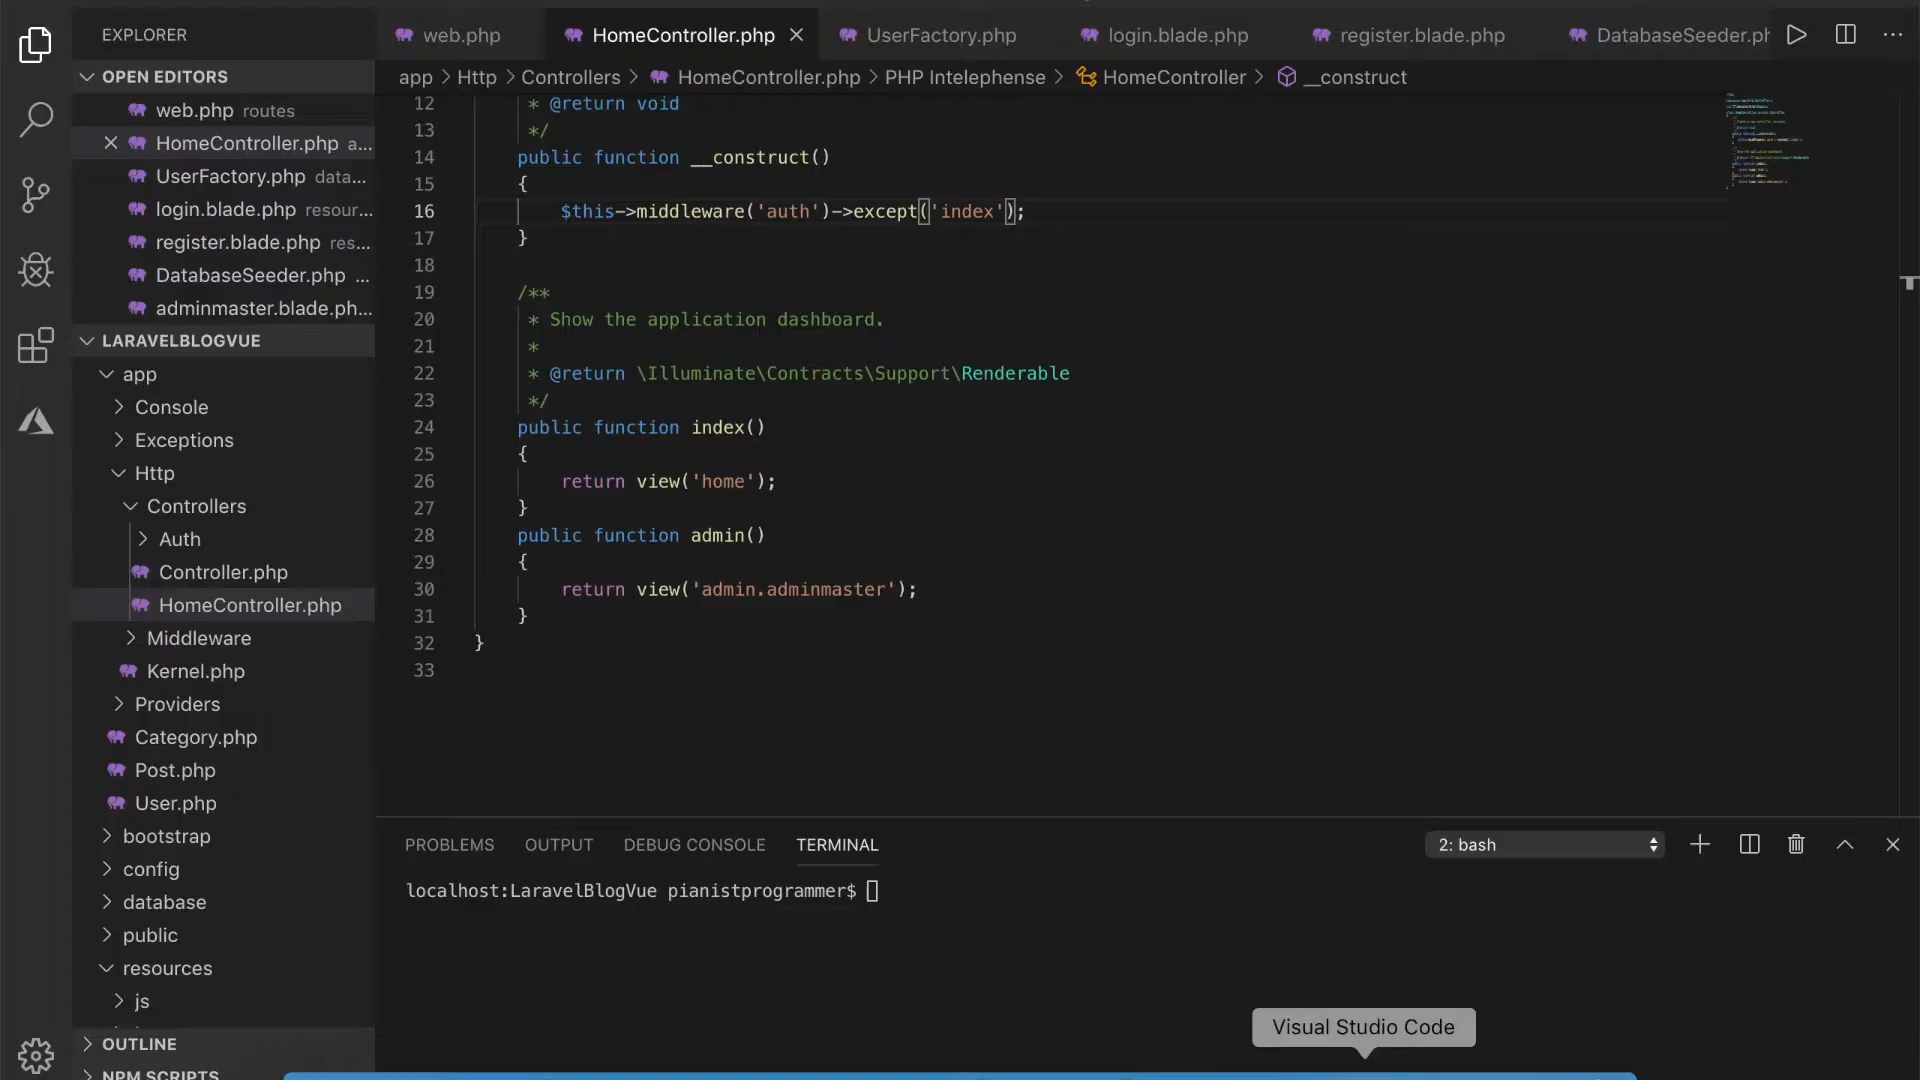 EXPLORER
OPEN EDITORS
web.php routes
HomeController.php a...
UserFactory.php data...
login.blade.php resour...
register.blade.php res...
DatabaseSeeder.php ...
adminmaster.blade.ph...
LARAVELBLOGVUE
app
Console
Exceptions
Http
Controllers
Auth
Controller.php
HomeController.php
Middleware
Kernel.php
Providers
Category.php
Post.php
User.php
bootstrap
config
database
public
resources
js
OUTLINE
NPM SCRIPTS
web.php HomeController.php UserFactory.php login.blade.php register.blade.php DatabaseSeeder.ph
app > Http > Controllers > HomeController.php > PHP Intelephense > HomeController > __construct
12 * @return void
13 */
14 public function __construct()
15 {
16 $this->middleware('auth')->except('index');
17 }
18
19 /**
20 * Show the application dashboard.
21 *
22 * @return \Illuminate\Contracts\Support\Renderable
23 */
24 public function index()
25 {
26 return view('home');
27 }
28 public function admin()
29 {
30 return view('admin.adminmaster');
31 }
32 }
33
PROBLEMS OUTPUT DEBUG CONSOLE TERMINAL 2: bash
localhost:LaravelBlogVue pianistprogrammer$
Visual Studio Code